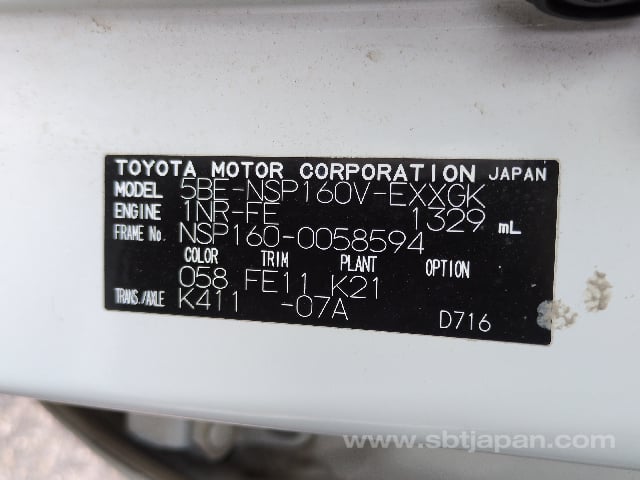 TOYOTA MOTOR CORPORATION JAPAN
MODEL 5BE-NSP160V-EXXGK
ENGINE 1NR-FE 1329 mL
FRAME No. NSP160-0058594
COLOR TRIM PLANT OPTION
058 FE11 K21
TRANS./AXLE K411 -07A
D716
www.sbtjapan.com